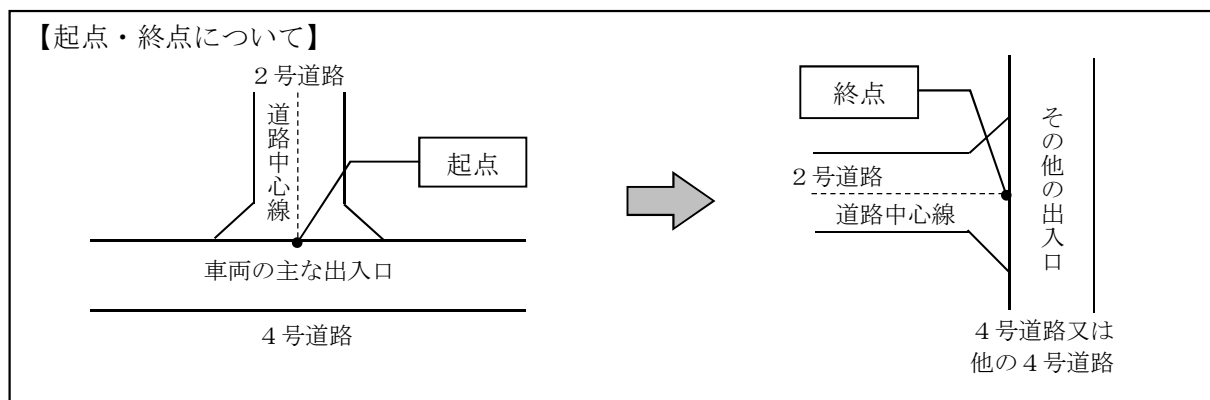 【起点・終点について】
２号道路
道路中心線
起点
車両の主な出入口
４号道路
終点
２号道路
道路中心線
その他の出入口
４号道路又は
他の４号道路